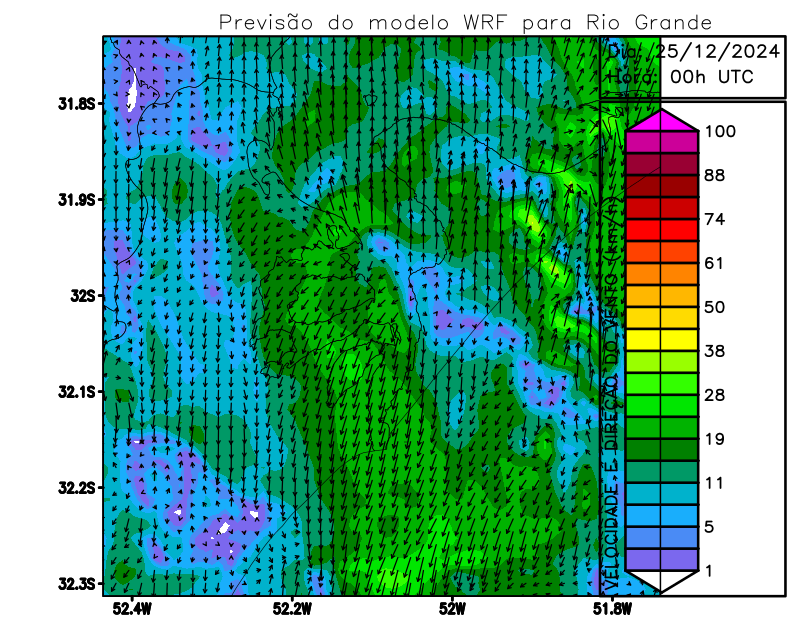 Previsão do modelo WRF para Rio Grande
Dia: 25/12/2024
Hora: 00h UTC
31.8S
31.9S
32S
32.1S
32.2S
32.3S
52.4W
52.2W
52W
51.8W
VELOCIDADE E DIREÇÃO DO VENTO (km/h)
100
88
74
61
50
38
28
19
11
5
1